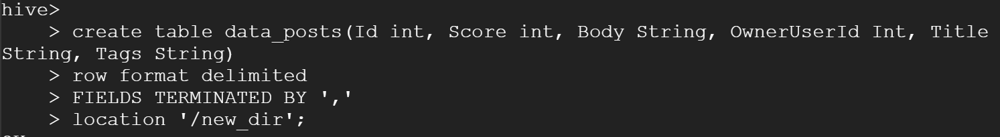 hive>
    > create table data_posts(Id int, Score int, Body String, OwnerUserId Int, Title
String, Tags String)
    > row format delimited
    > FIELDS TERMINATED BY ','
    > location '/new_dir';